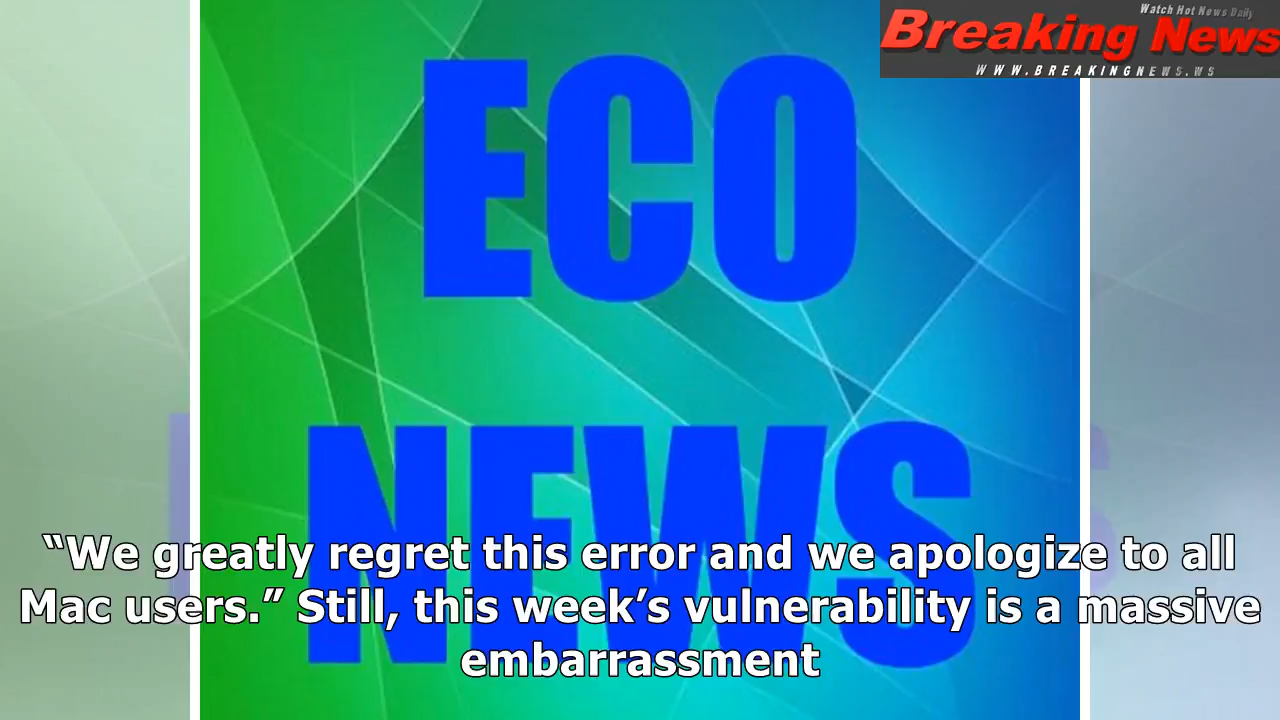 Watch Hot News Daily
Breaking News
WWW.BREAKINGNEWS.WS
ECO
NEWS
“We greatly regret this error and we apologize to all
Mac users.” Still, this week’s vulnerability is a massive
embarrassment